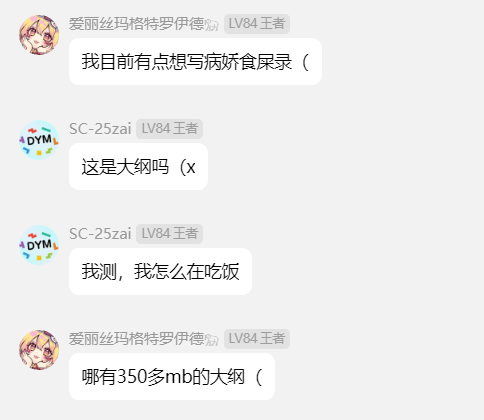 爱丽丝玛格特罗伊德 LV84 王者
我目前有点想写病娇食屎录（
SC-25zai LV84 王者
DYM
这是大纲吗（x
SC-25zai LV84 王者
DYM
我测，我怎么在吃饭
爱丽丝玛格特罗伊德 LV84 王者
哪有350多mb的大纲（